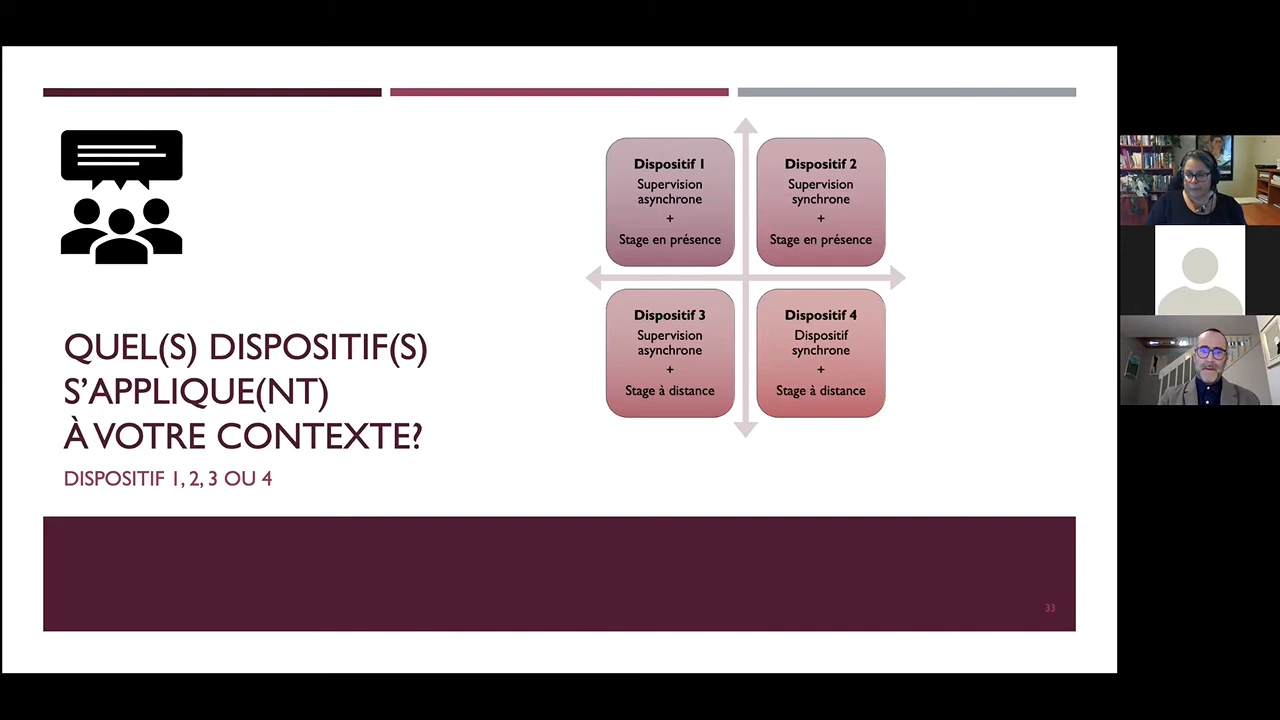 QUEL(S) DISPOSITIF(S)
S'APPLIQUE(NT)
À VOTRE CONTEXTE?
DISPOSITIF 1, 2, 3 OU 4
Dispositif 1
Supervision
asynchrone
+
Stage en présence
Dispositif 2
Supervision
synchrone
+
Stage en présence
Dispositif 3
Supervision
asynchrone
+
Stage à distance
Dispositif 4
Dispositif
synchrone
+
Stage à distance
33